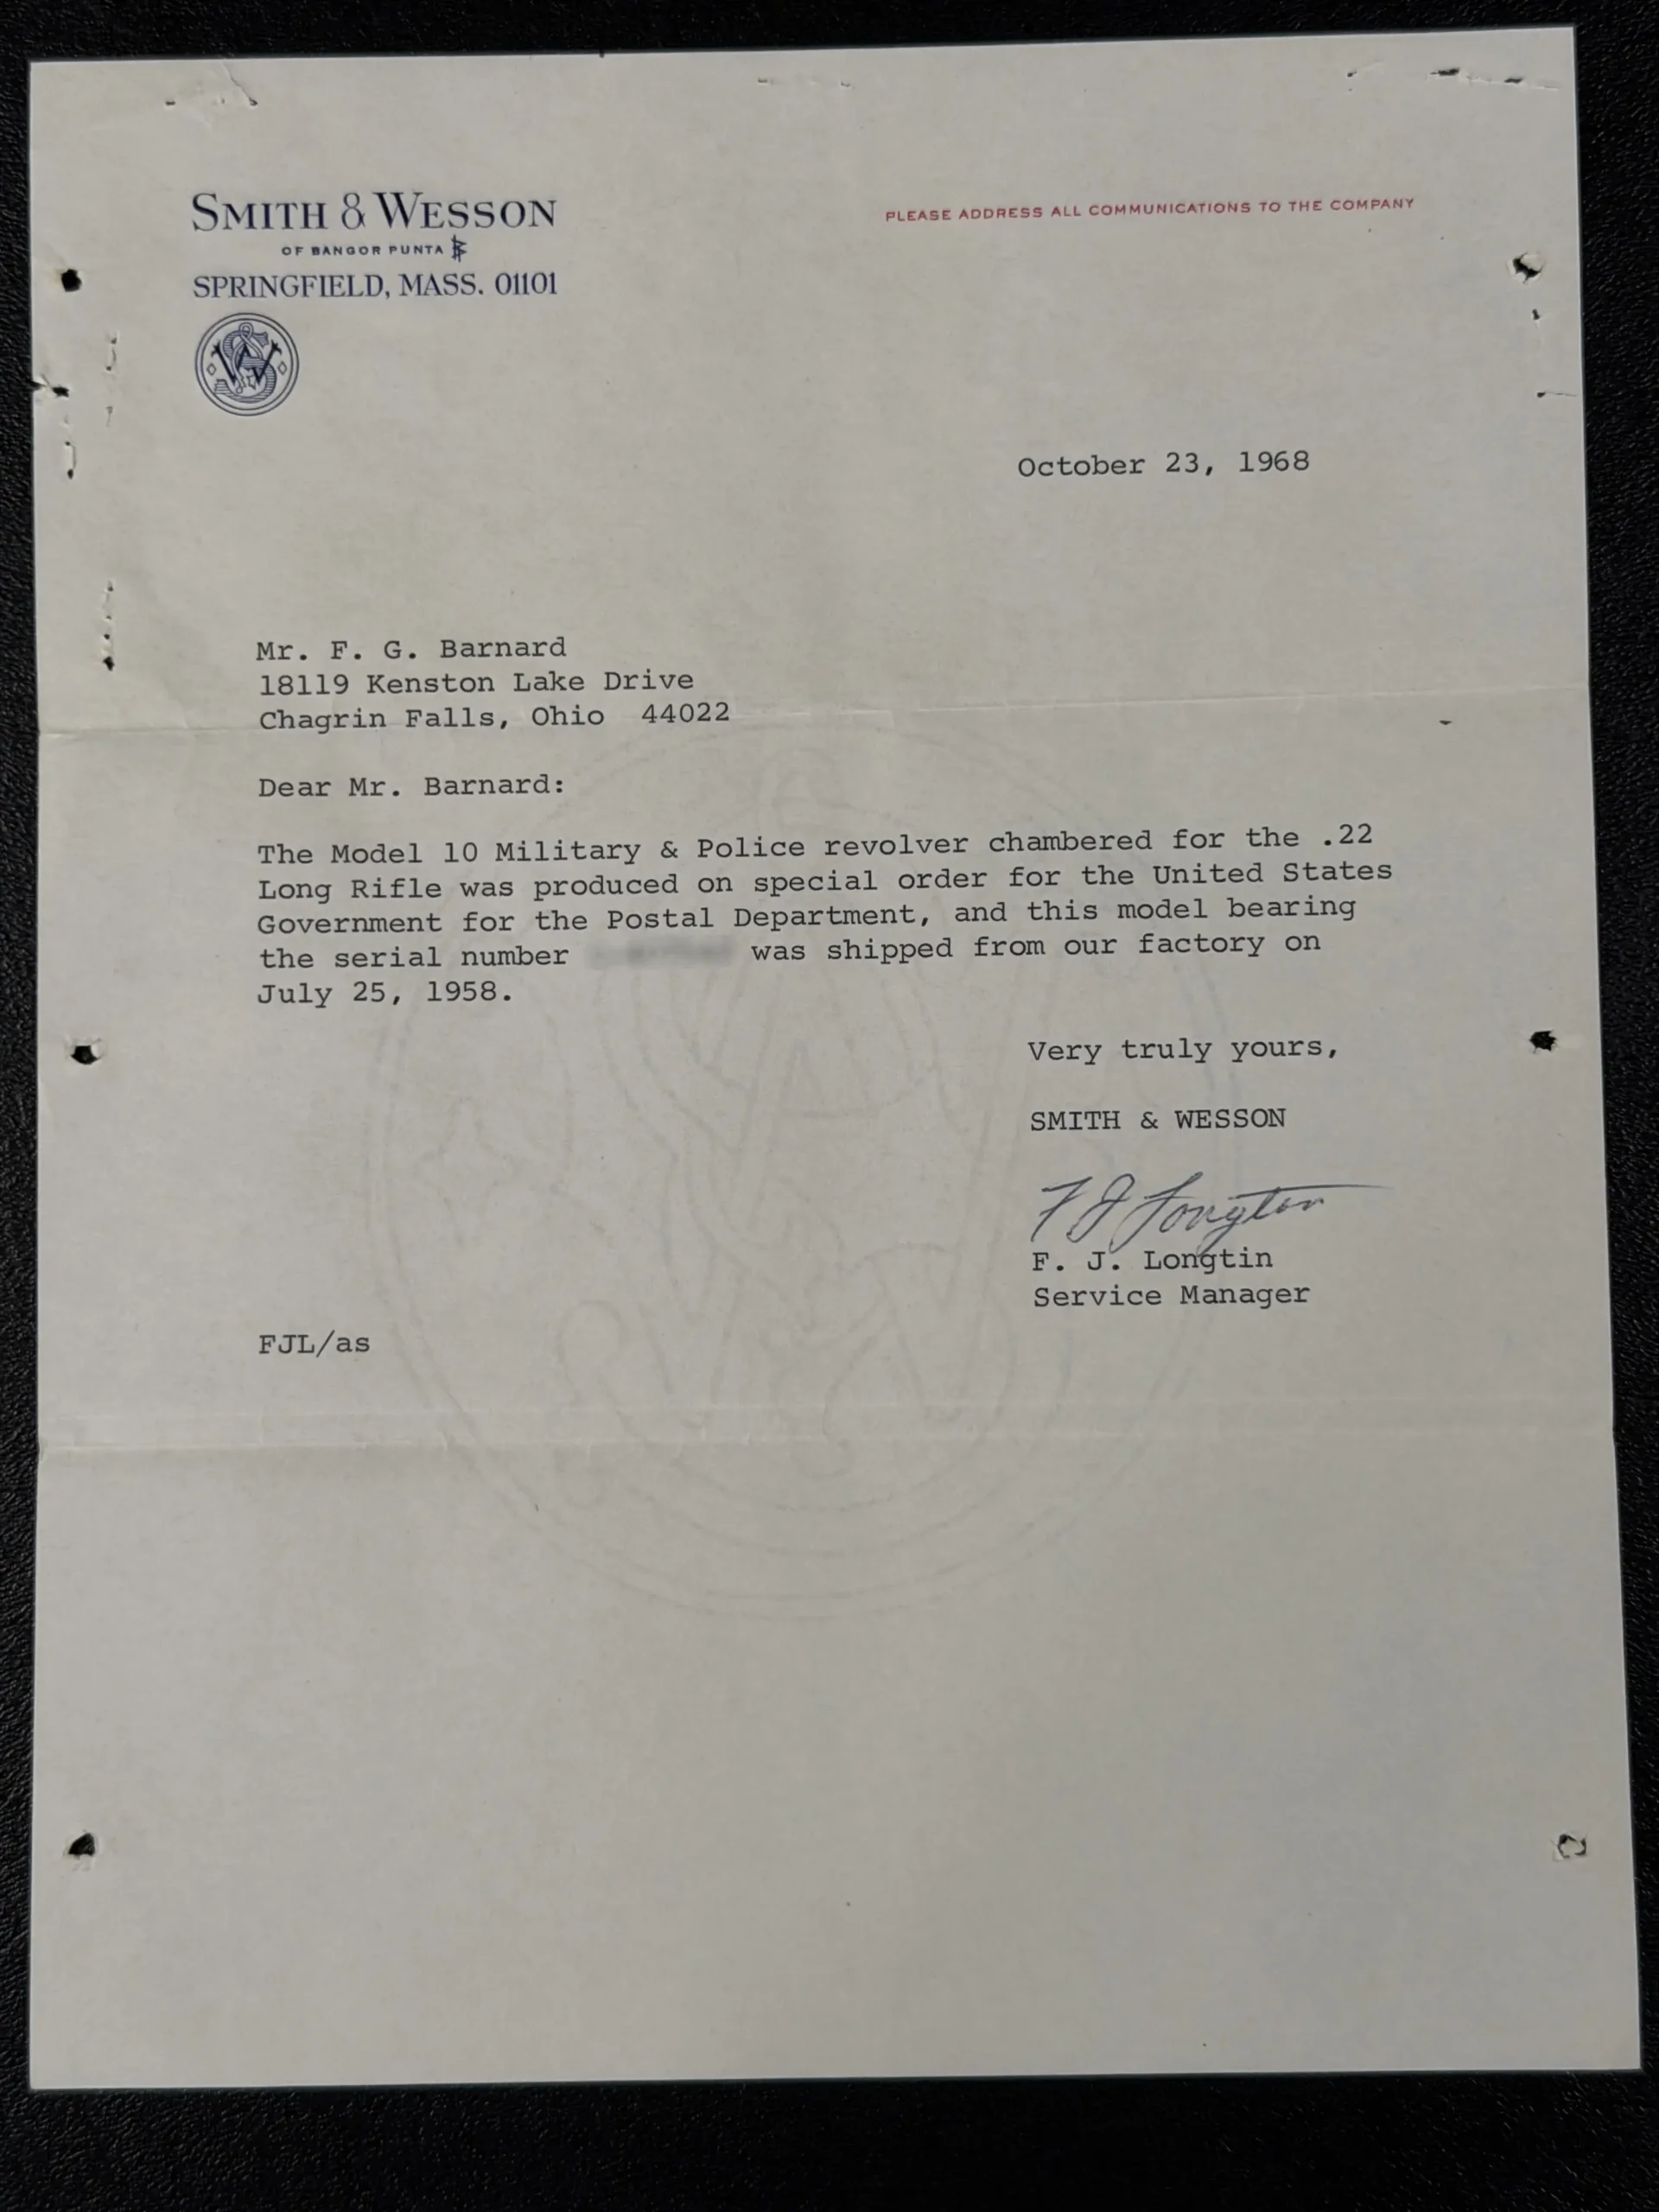 SMITH & WESSON
OF BANGOR PUNTA
SPRINGFIELD, MASS. 01101
PLEASE ADDRESS ALL COMMUNICATIONS TO THE COMPANY
October 23, 1968
Mr. F. G. Barnard
18119 Kenston Lake Drive
Chagrin Falls, Ohio 44022
Dear Mr. Barnard:
The Model 10 Military & Police revolver chambered for the .22
Long Rifle was produced on special order for the United States
Government for the Postal Department, and this model bearing
the serial number was shipped from our factory on
July 25, 1958.
Very truly yours,
SMITH & WESSON
F J Longtin
F. J. Longtin
Service Manager
FJL/as